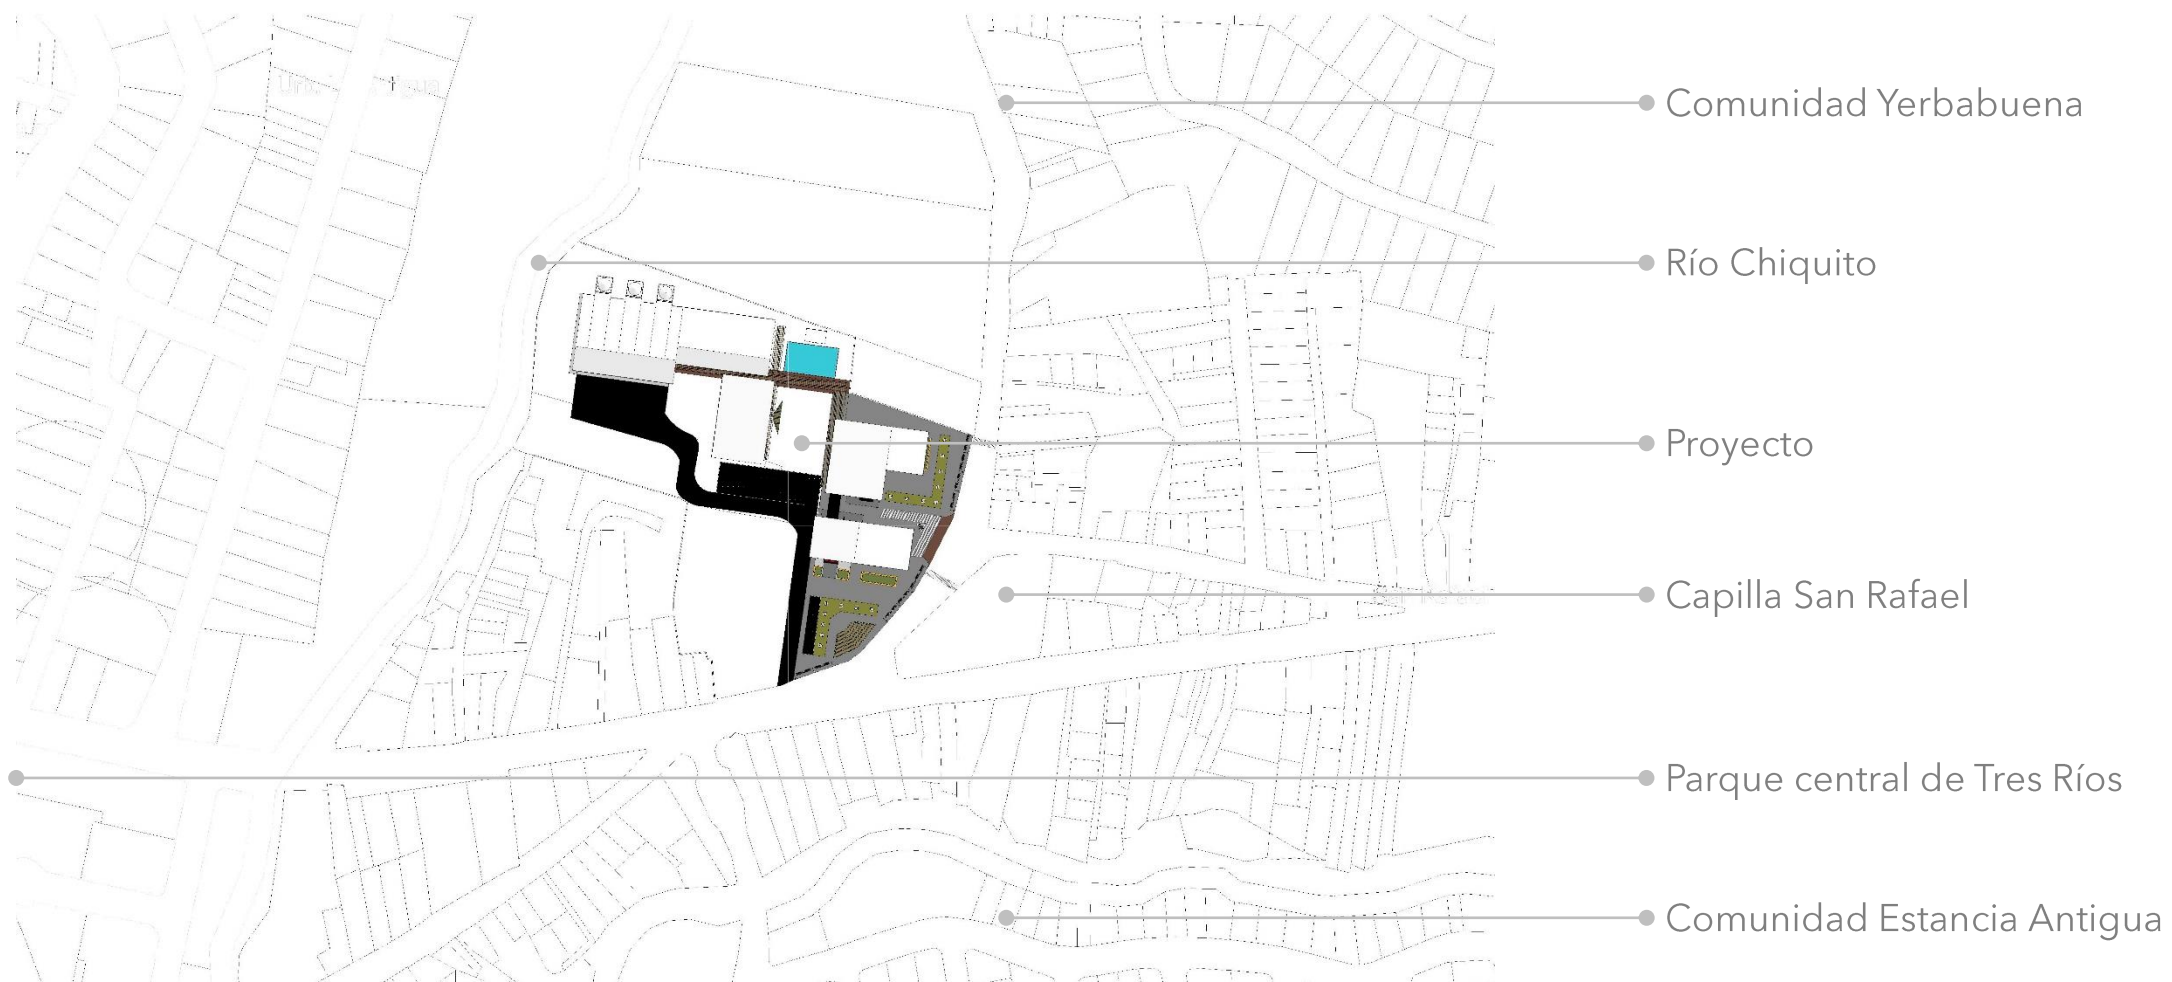 Comunidad Yerbabuena
Río Chiquito
Proyecto
Capilla San Rafael
Parque central de Tres Ríos
Comunidad Estancia Antigua